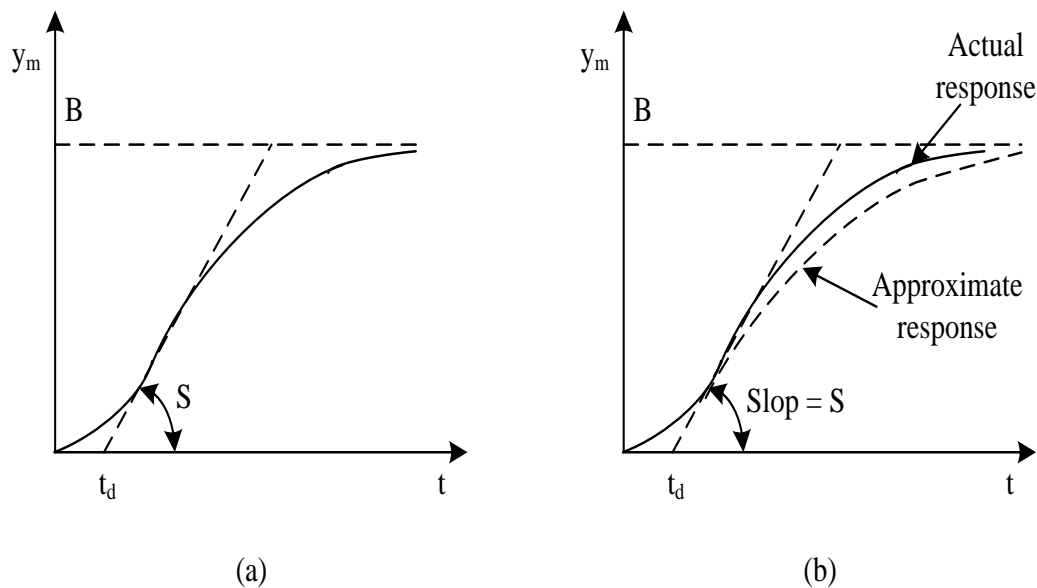 y_m
B
S
t_d
t
(a)
y_m
B
Actual
response
Approximate
response
Slop = S
t_d
t
(b)